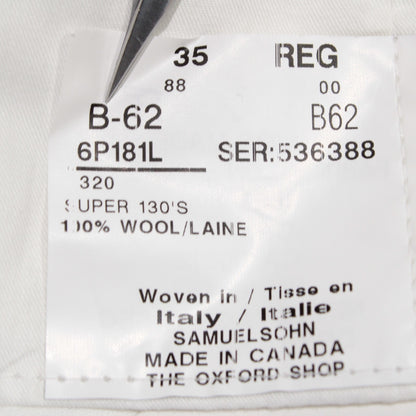 35 REG
88 00
B-62 B62
6P181L SER:536388
320
SUPER 130'S
100% WOOL/LAINE
Woven in / Tisse en
Italy / Italie
SAMUELSOHN
MADE IN CANADA
THE OXFORD SHOP